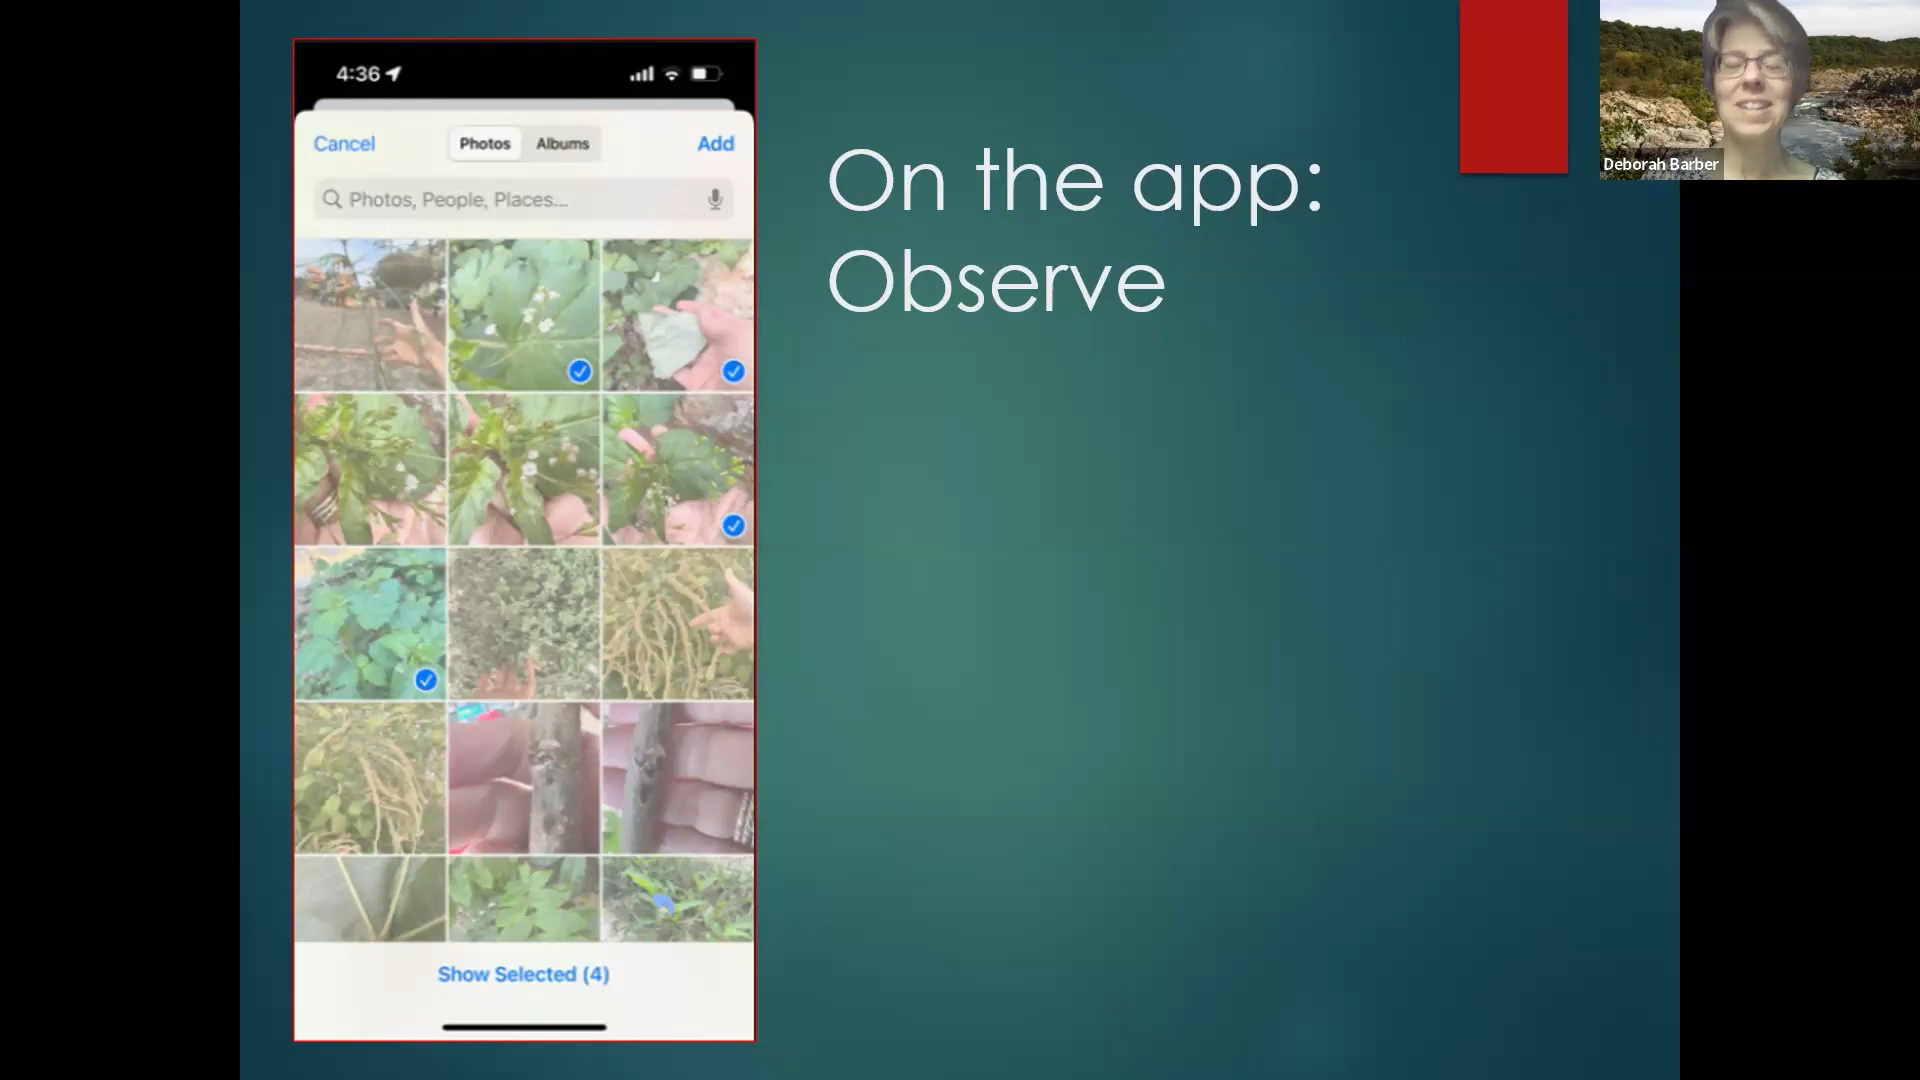 4:36
Cancel
Photos
Albums
Add
Photos, People, Places...
Show Selected (4)
On the app:
Observe
Deborah Barber